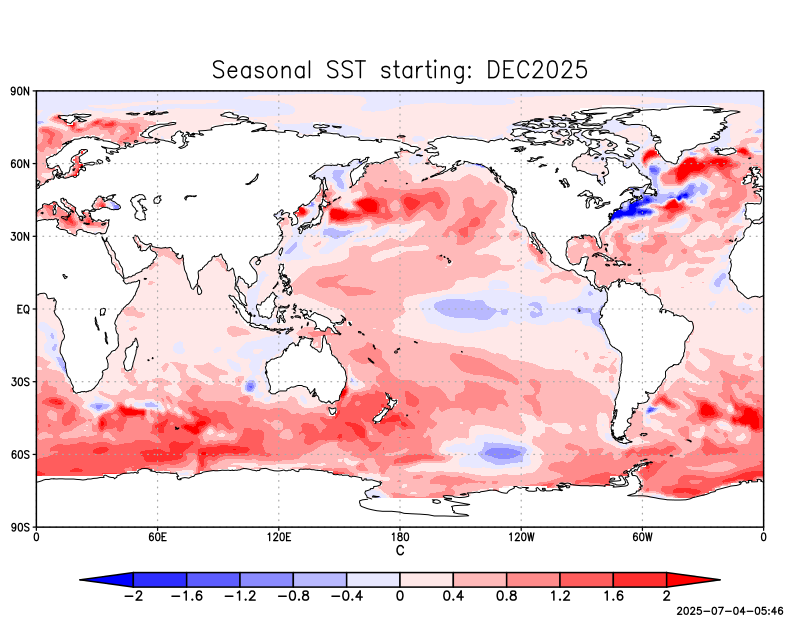 Seasonal SST starting: DEC2025
90N
60N
30N
EQ
30S
60S
90S
0 60E 120E 180 120W 60W 0
C
−2 −1.6 −1.2 −0.8 −0.4 0 0.4 0.8 1.2 1.6 2
2025-07-04-05:46